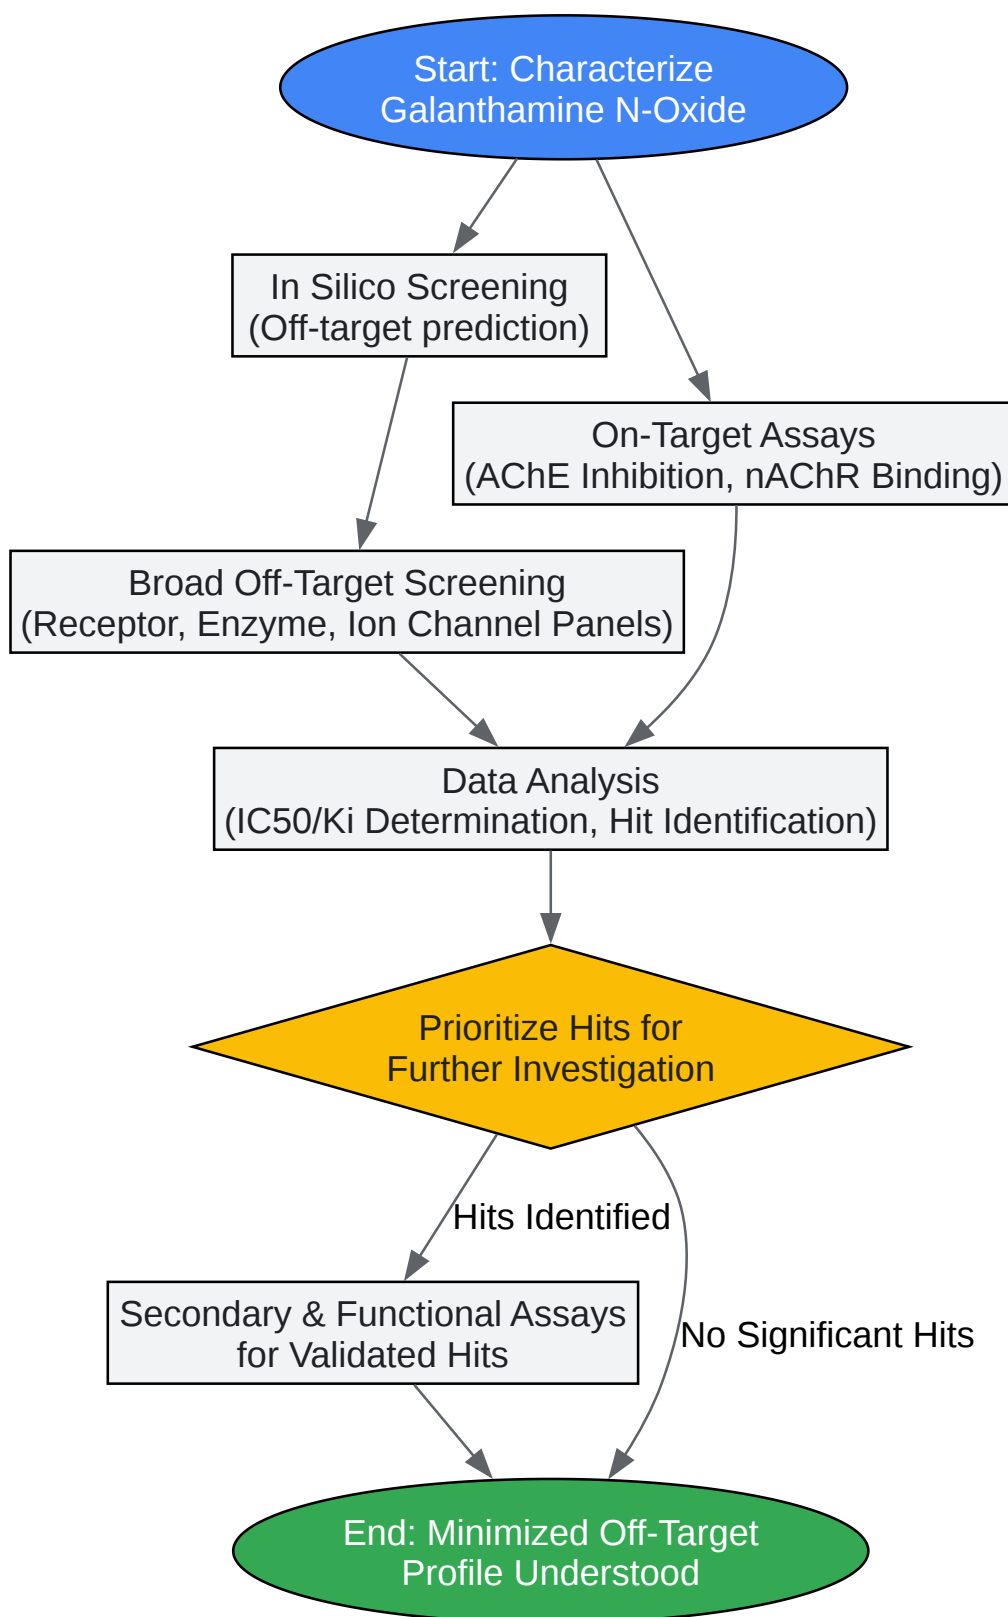 Start: Characterize
Galanthamine N-Oxide
In Silico Screening
(Off-target prediction)
On-Target Assays
(AChE Inhibition, nAChR Binding)
Broad Off-Target Screening
(Receptor, Enzyme, Ion Channel Panels)
Data Analysis
(IC50/Ki Determination, Hit Identification)
Prioritize Hits for
Further Investigation
Hits Identified
Secondary & Functional Assays
for Validated Hits
No Significant Hits
End: Minimized Off-Target
Profile Understood